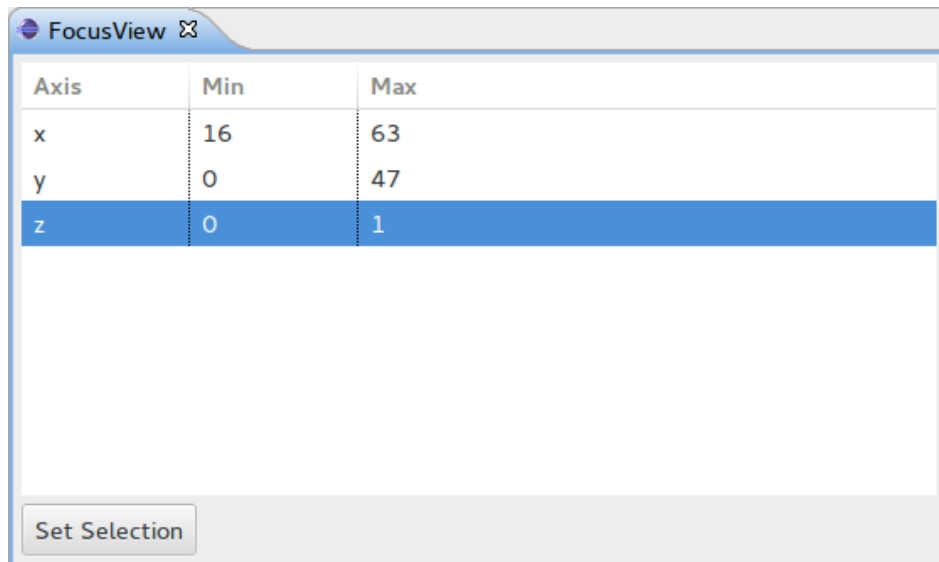 FocusView
Axis Min Max
x 16 63
y 0 47
z 0 1
Set Selection